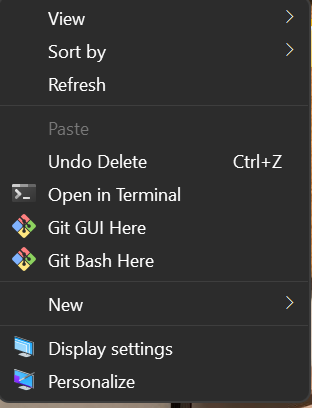 View
Sort by
Refresh
Paste
Undo Delete Ctrl+Z
Open in Terminal
Git GUI Here
Git Bash Here
New
Display settings
Personalize